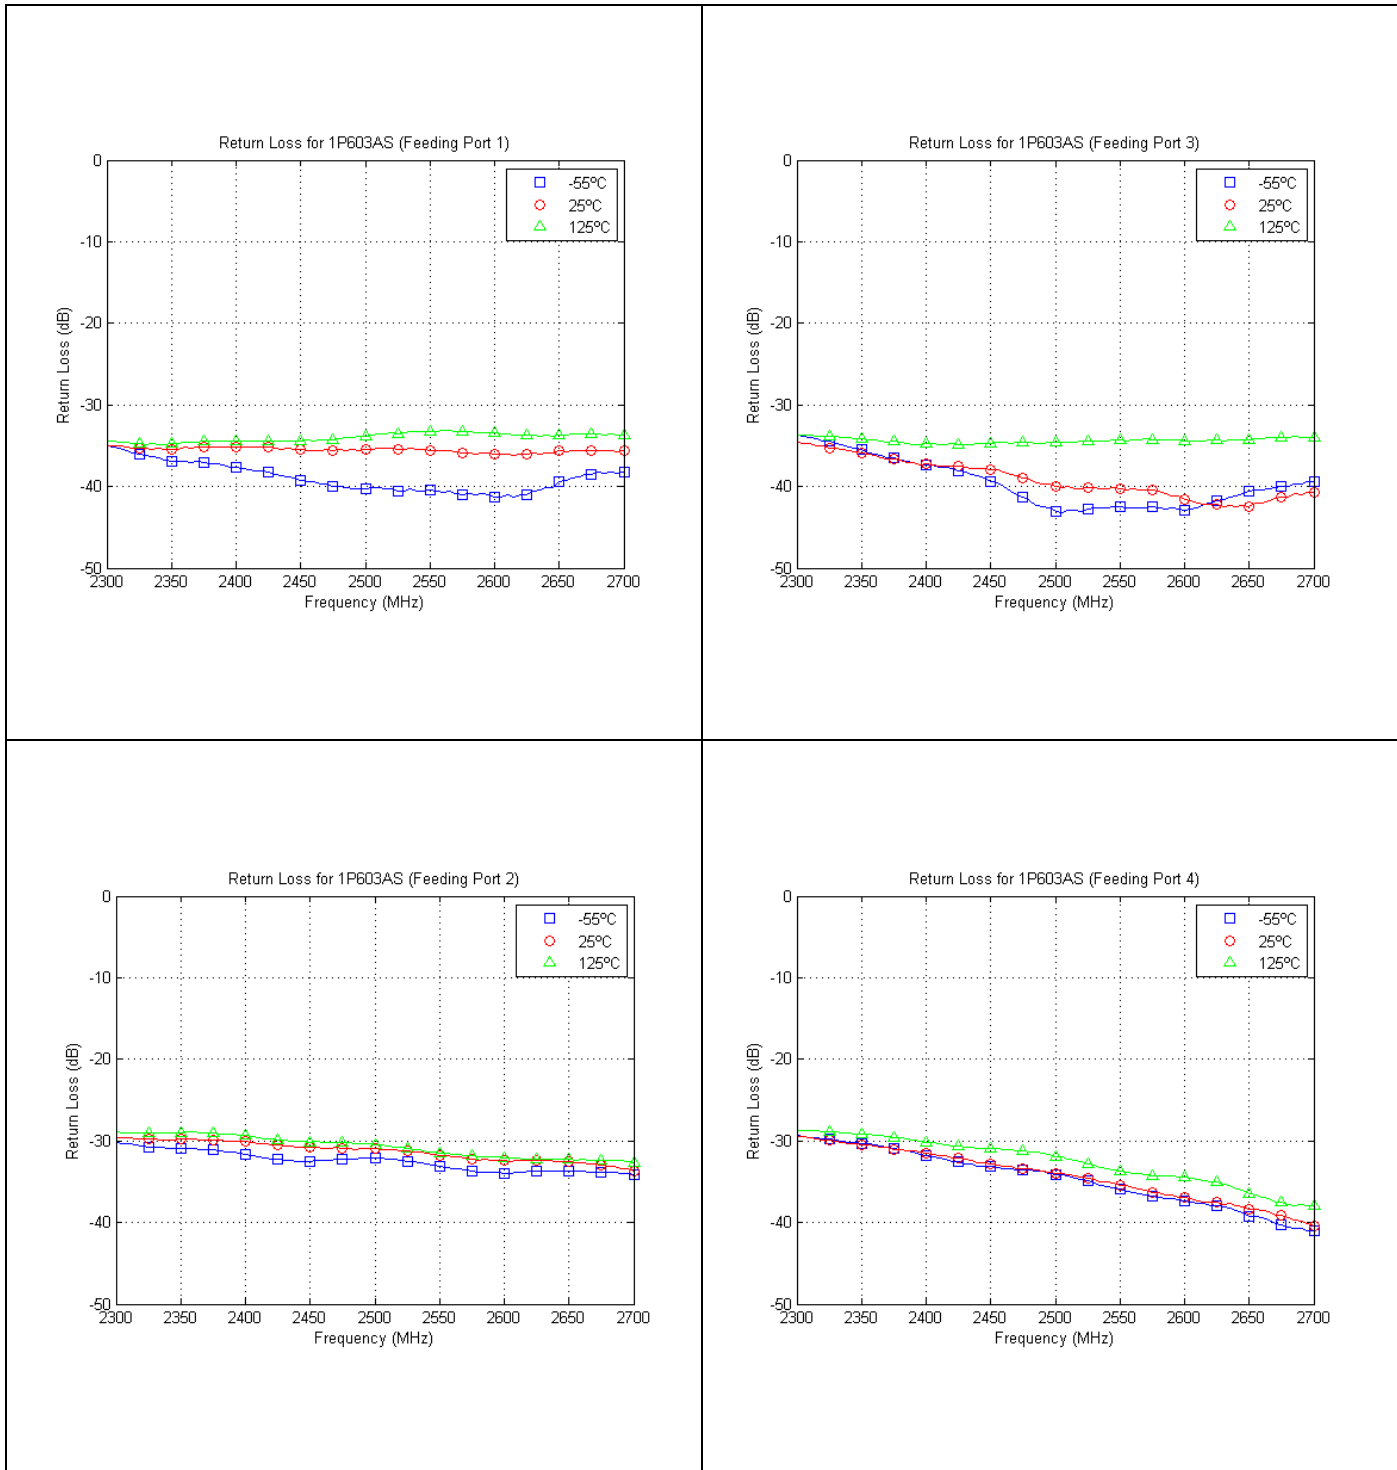 Return Loss for 1P603AS (Feeding Port 1)
0
-10
-20
-30
-40
-50
Return Loss (dB)
-55ºC
25ºC
125ºC
2300 2350 2400 2450 2500 2550 2600 2650 2700
Frequency (MHz)
Return Loss for 1P603AS (Feeding Port 3)
0
-10
-20
-30
-40
-50
Return Loss (dB)
-55ºC
25ºC
125ºC
2300 2350 2400 2450 2500 2550 2600 2650 2700
Frequency (MHz)
Return Loss for 1P603AS (Feeding Port 2)
0
-10
-20
-30
-40
-50
Return Loss (dB)
-55ºC
25ºC
125ºC
2300 2350 2400 2450 2500 2550 2600 2650 2700
Frequency (MHz)
Return Loss for 1P603AS (Feeding Port 4)
0
-10
-20
-30
-40
-50
Return Loss (dB)
-55ºC
25ºC
125ºC
2300 2350 2400 2450 2500 2550 2600 2650 2700
Frequency (MHz)